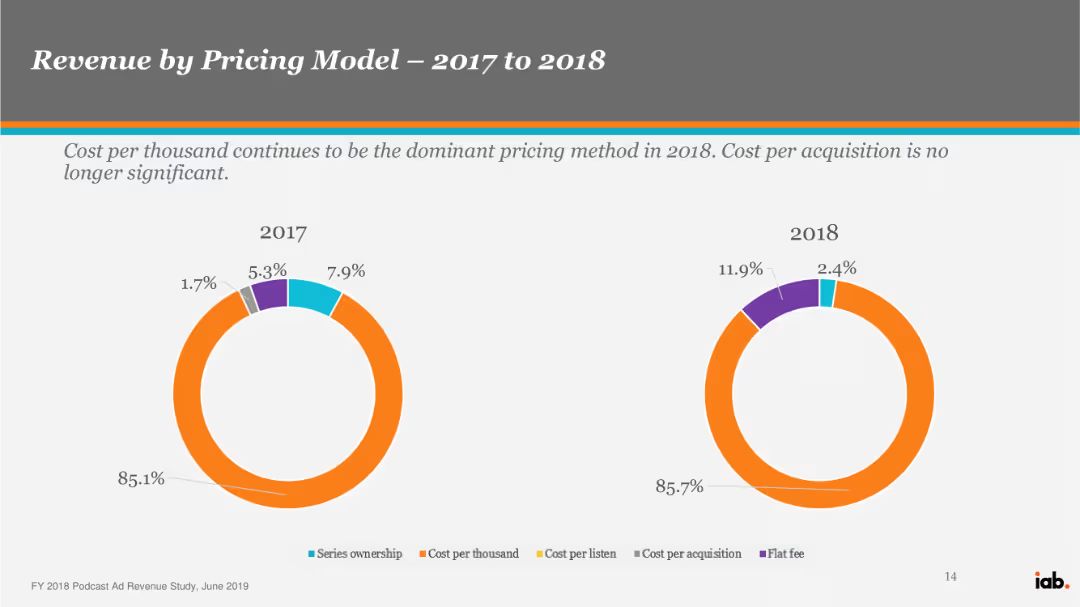 Revenue by Pricing Model – 2017 to 2018
Cost per thousand continues to be the dominant pricing method in 2018. Cost per acquisition is no
longer significant.
2017
1.7%
5.3%
7.9%
85.1%
2018
11.9%
2.4%
85.7%
Series ownership
Cost per thousand
Cost per listen
Cost per acquisition
Flat fee
FY 2018 Podcast Ad Revenue Study, June 2019
14
iab.